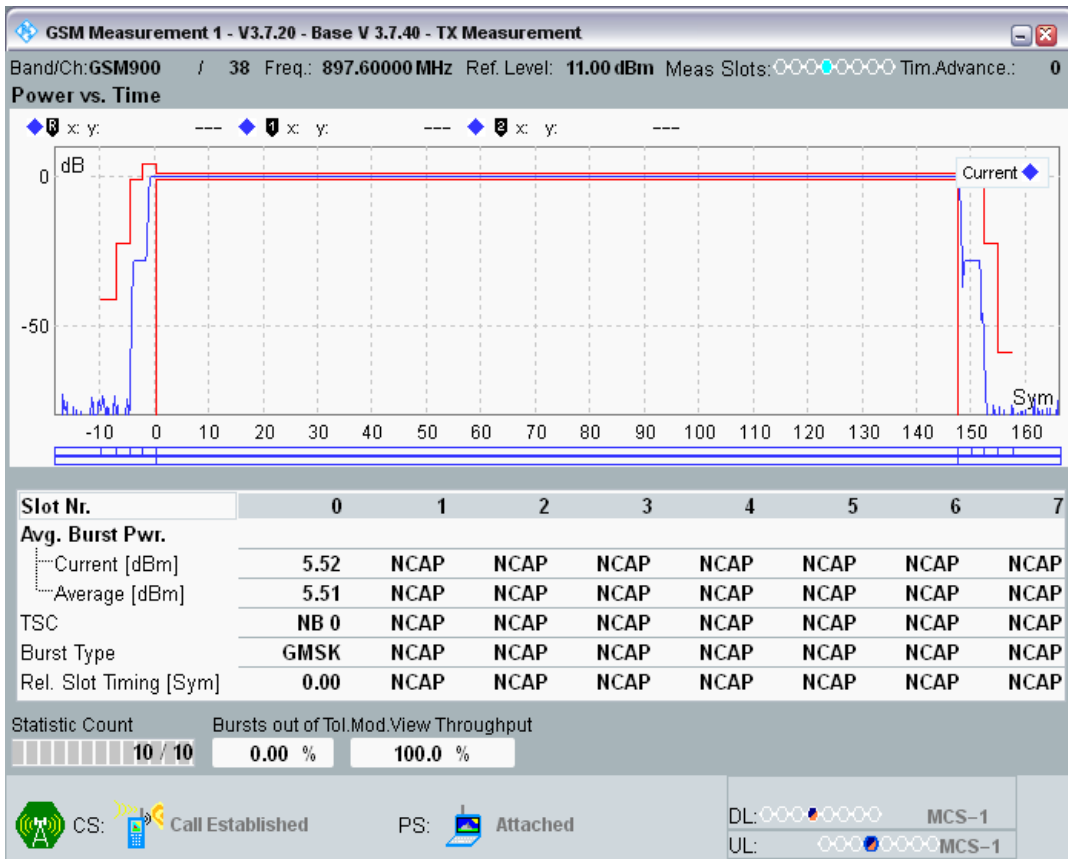 GSM Measurement 1 - V3.7.20 - Base V 3.7.40 - TX Measurement
Band/Ch:GSM900 / 38 Freq.: 897.60000 MHz Ref. Level: 11.00 dBm Meas Slots: Tim.Advance.: 0
Power vs. Time
R x: y: --- 1 x: y: --- 2 x: y: ---
dB
0
Current
-50
Sym
-10 0 10 20 30 40 50 60 70 80 90 100 110 120 130 140 150 160
Slot Nr. 0 1 2 3 4 5 6 7
Avg. Burst Pwr.
Current [dBm] 5.52 NCAP NCAP NCAP NCAP NCAP NCAP NCAP
Average [dBm] 5.51 NCAP NCAP NCAP NCAP NCAP NCAP NCAP
TSC NB 0 NCAP NCAP NCAP NCAP NCAP NCAP NCAP
Burst Type GMSK NCAP NCAP NCAP NCAP NCAP NCAP NCAP
Rel. Slot Timing [Sym] 0.00 NCAP NCAP NCAP NCAP NCAP NCAP NCAP
Statistic Count Bursts out of Tol.Mod.View Throughput
10 / 10 0.00 % 100.0 %
CS: Call Established PS: Attached
DL: MCS-1
UL: MCS-1